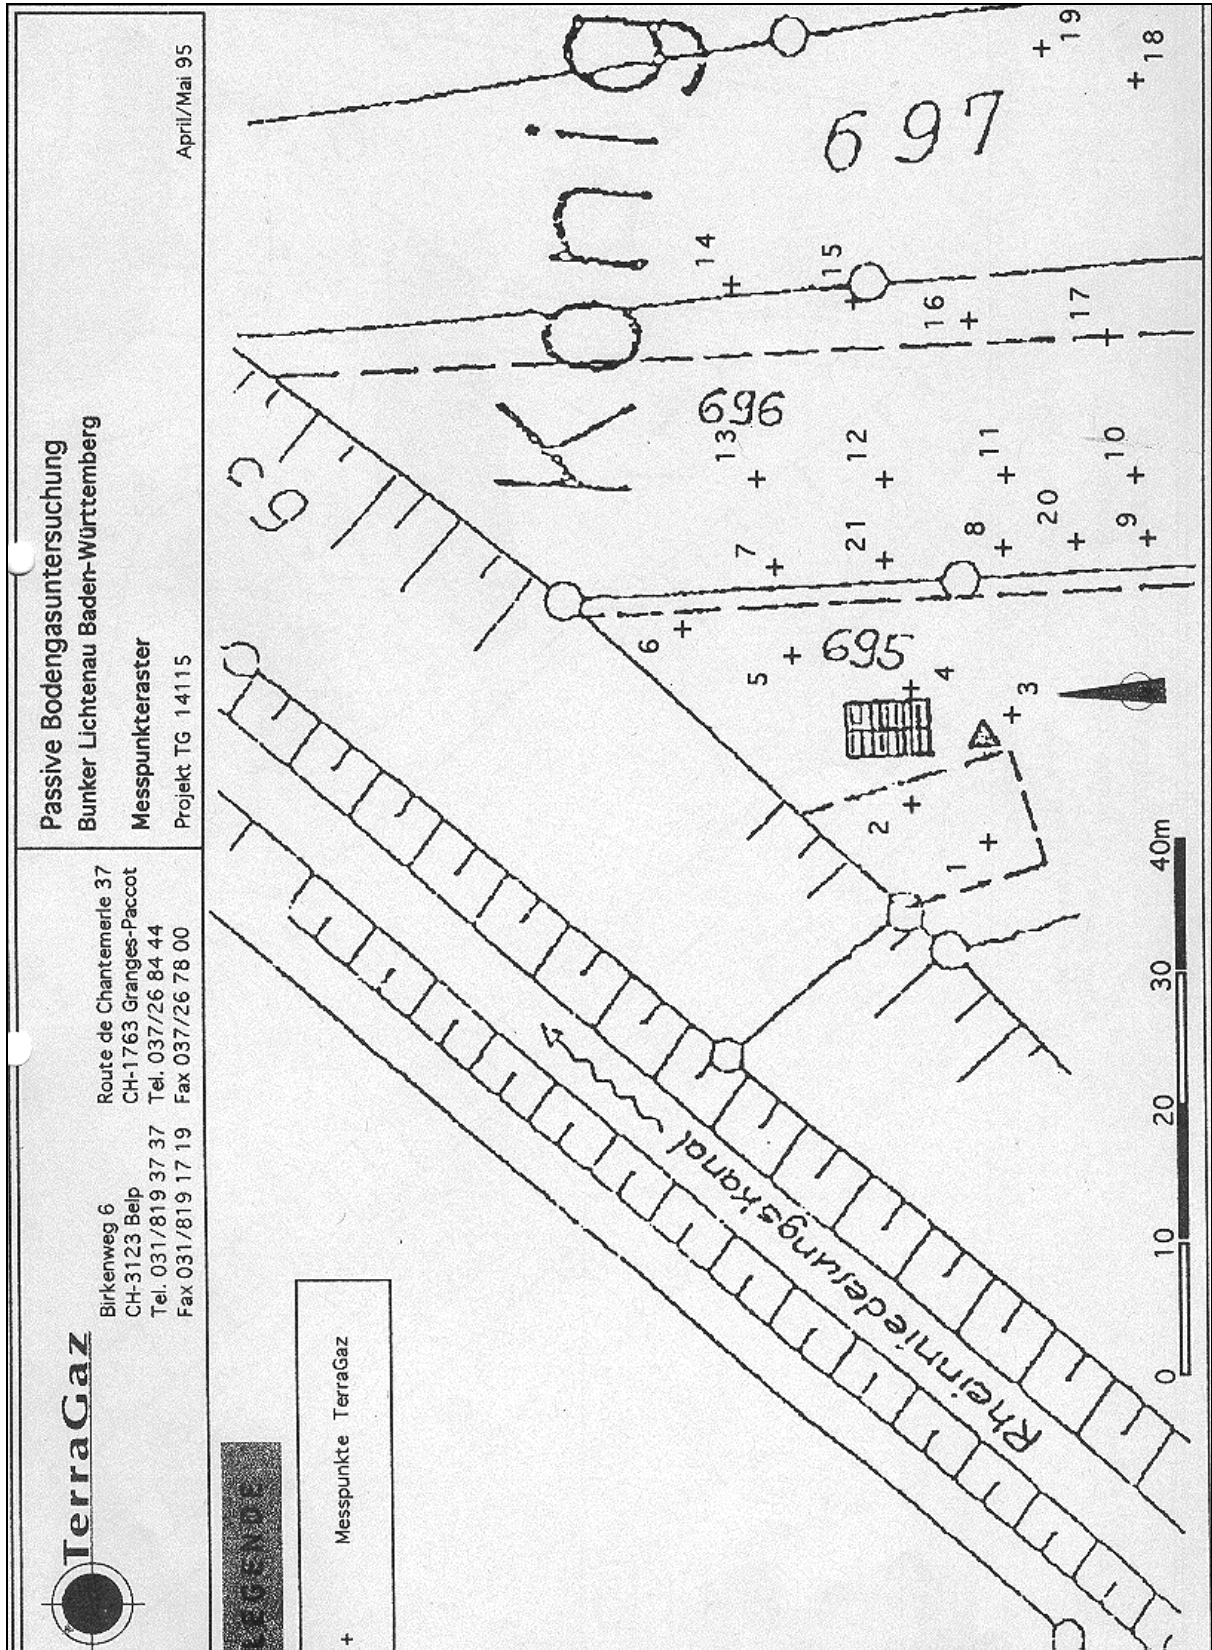 TerraGaz
Birkenweg 6
CH-3123 Belp
Tel. 031/819 37 37
Fax 031/819 17 19
Route de Chantemerle 37
CH-1763 Granges-Paccot
Tel. 037/26 84 44
Fax 037/26 78 00
Passive Bodengasuntersuchung
Bunker Lichtenau Baden-Württemberg
Messpunkteraster
Projekt TG 14115
April/Mai 95
LEGENDE
+ Messpunkte TerraGaz
König
697
696
695
19
18
14
15
16
17
13
12
11
10
7
21
8
20
9
6
5
4
3
2
1
Rheinniederungskanal
0 10 20 30 40m